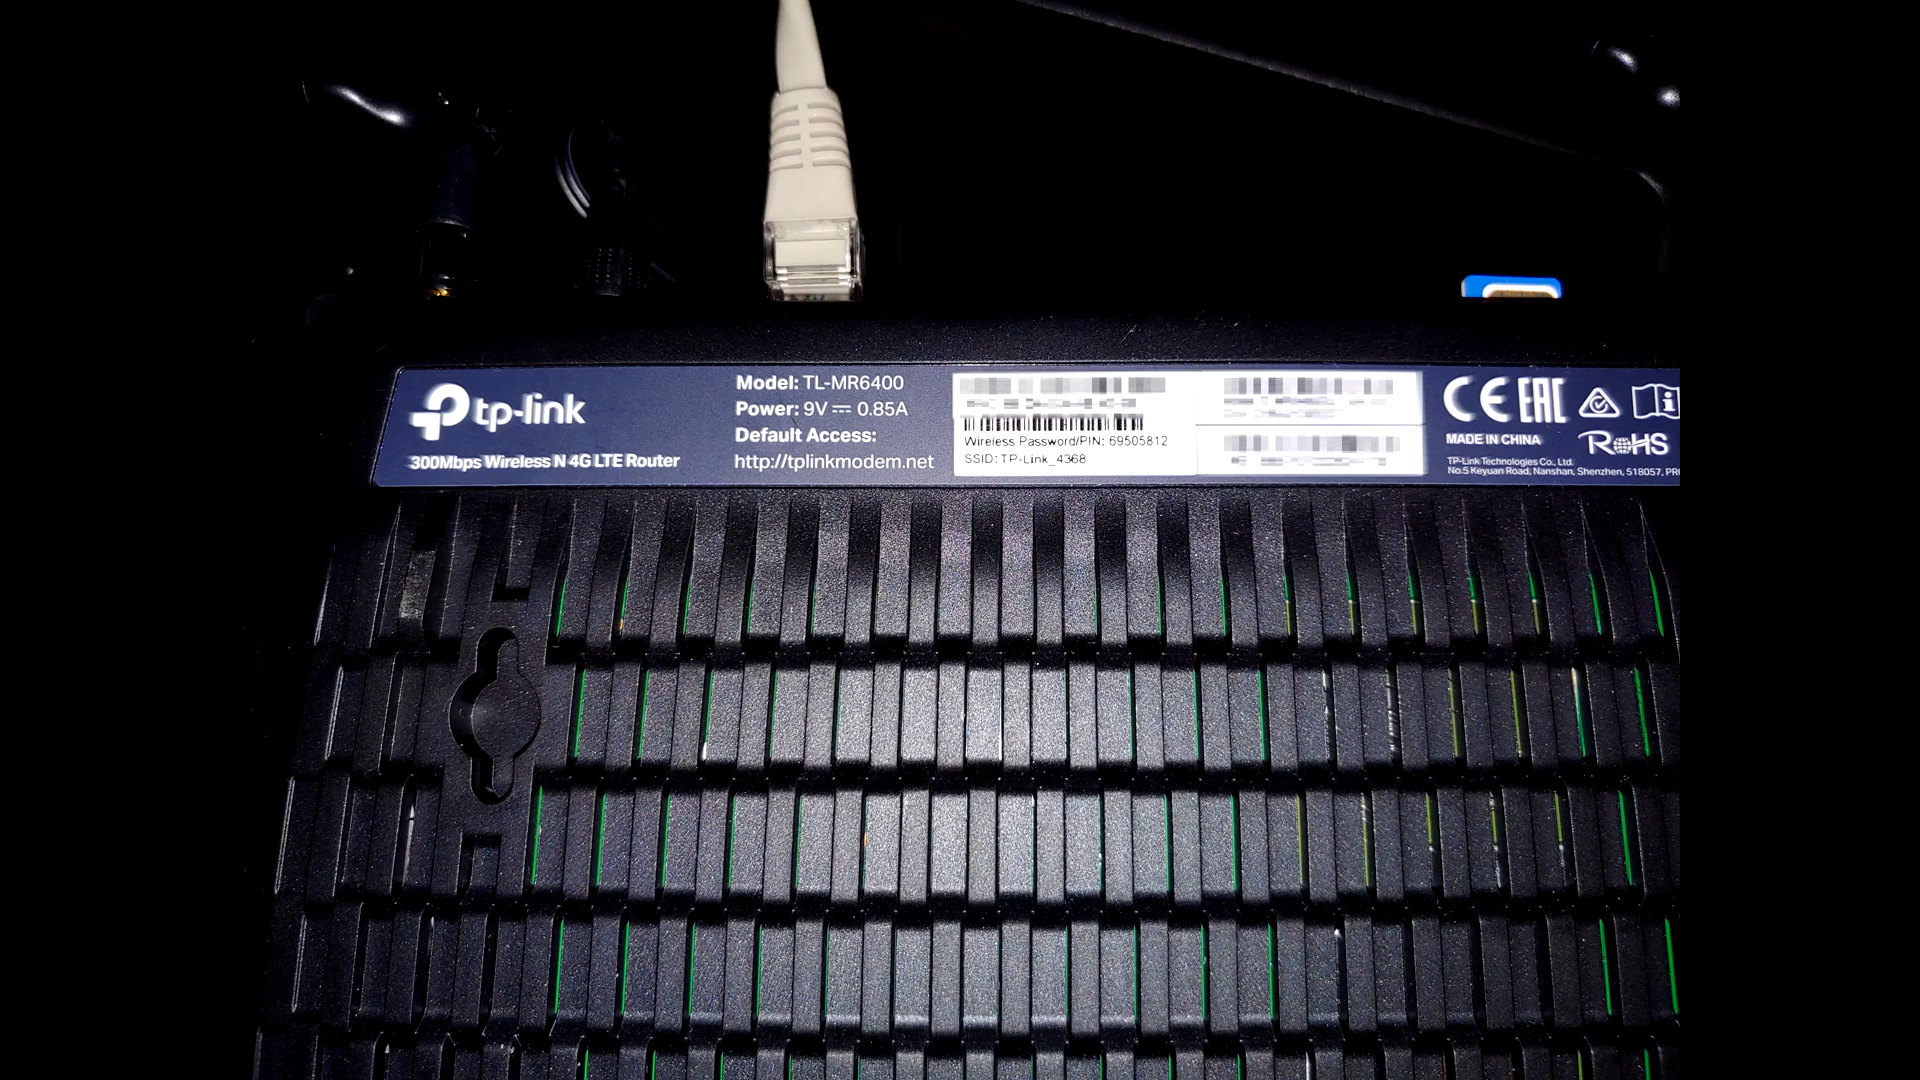 tp-link
300Mbps Wireless N 4G LTE Router
Model: TL-MR6400
Power: 9V ⎓ 0.85A
Default Access:
http://tplinkmodem.net
Wireless Password/PIN: 69505812
SSID: TP-Link_4368
CE EAC
MADE IN CHINA
RoHS
TP-Link Technologies Co., Ltd.
No.5 Keyuan Road, Nanshan, Shenzhen, 518057,